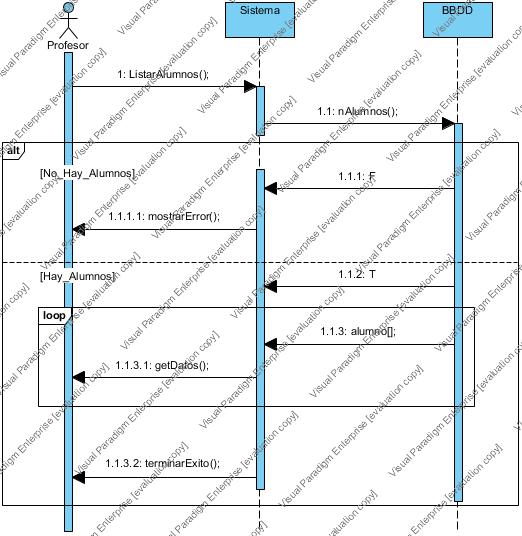 Profesor
Sistema
BBDD
1: ListarAlumnos();
1.1: nAlumnos();
alt
[No_Hay_Alumnos]
1.1.1: F
1.1.1.1: mostrarError();
[Hay_Alumnos]
1.1.2: T
loop
1.1.3: alumno[];
1.1.3.1: getDatos();
1.1.3.2: terminarExito();
Visual Paradigm Enterprise [evaluation copy]